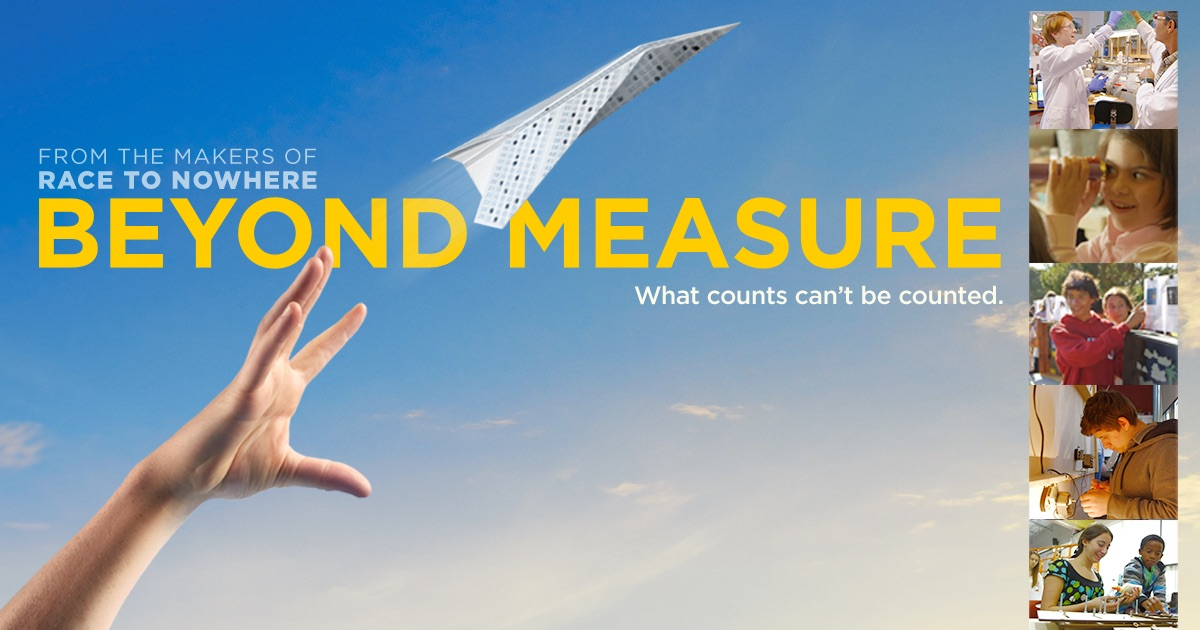 FROM THE MAKERS OF
RACE TO NOWHERE
BEYOND MEASURE
What counts can't be counted.